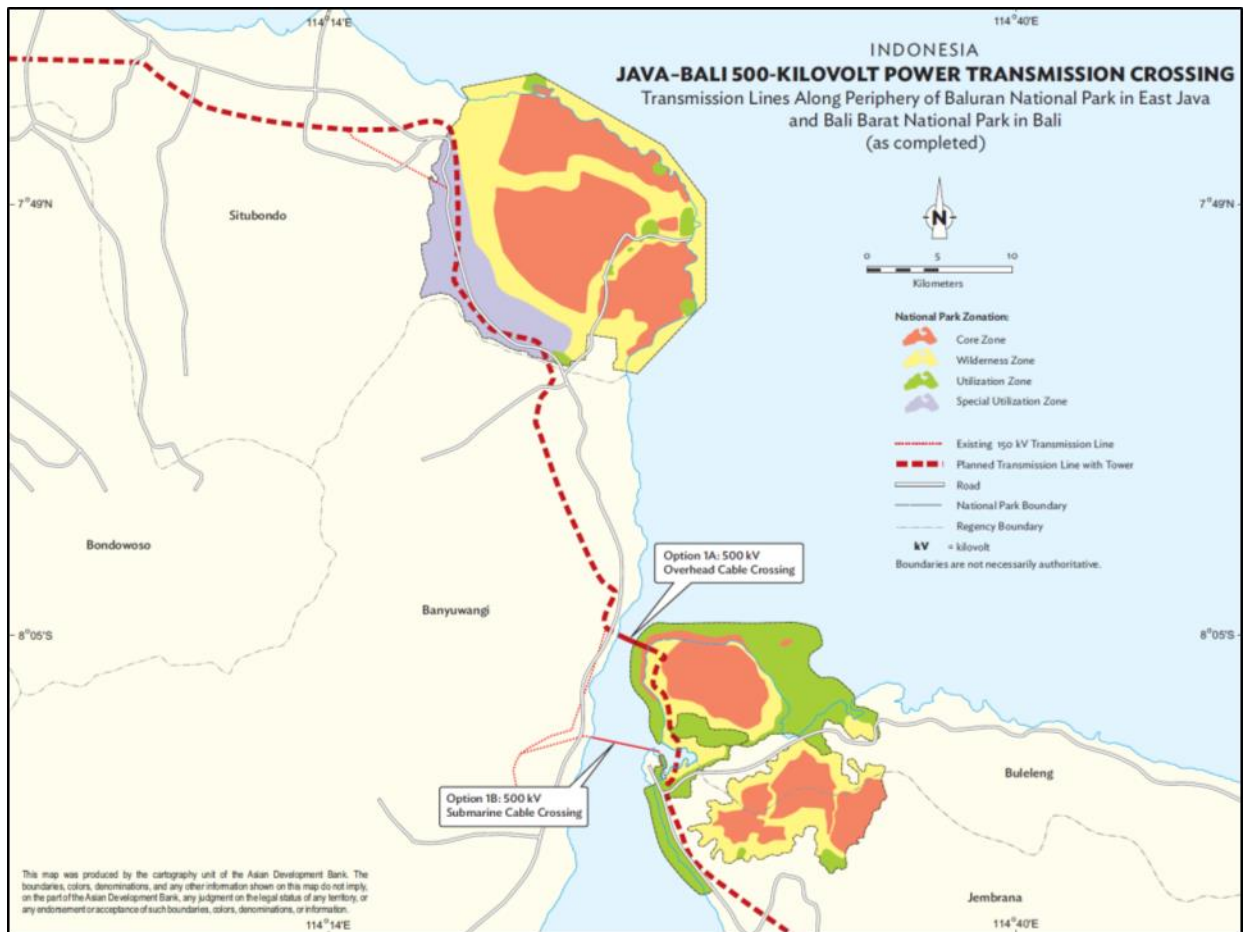 114°14'E
114°40'E
INDONESIA
JAVA–BALI 500-KILOVOLT POWER TRANSMISSION CROSSING
Transmission Lines Along Periphery of Baluran National Park in East Java
and Bali Barat National Park in Bali
(as completed)
7°49'N
7°49'N
N
Situbondo
0 5 10
Kilometers
National Park Zonation:
Core Zone
Wilderness Zone
Utilization Zone
Special Utilization Zone
Existing 150 kV Transmission Line
Planned Transmission Line with Tower
Road
National Park Boundary
Regency Boundary
kV = kilovolt
Boundaries are not necessarily authoritative.
Bondowoso
Option 1A: 500 kV
Overhead Cable Crossing
Banyuwangi
8°05'S
8°05'S
Buleleng
Option 1B: 500 kV
Submarine Cable Crossing
Jembrana
This map was produced by the cartography unit of the Asian Development Bank. The
boundaries, colors, denominations, and any other information shown on this map do not imply,
on the part of the Asian Development Bank, any judgment on the legal status of any territory, or
any endorsement or acceptance of such boundaries, colors, denominations, or information.
114°14'E
114°40'E